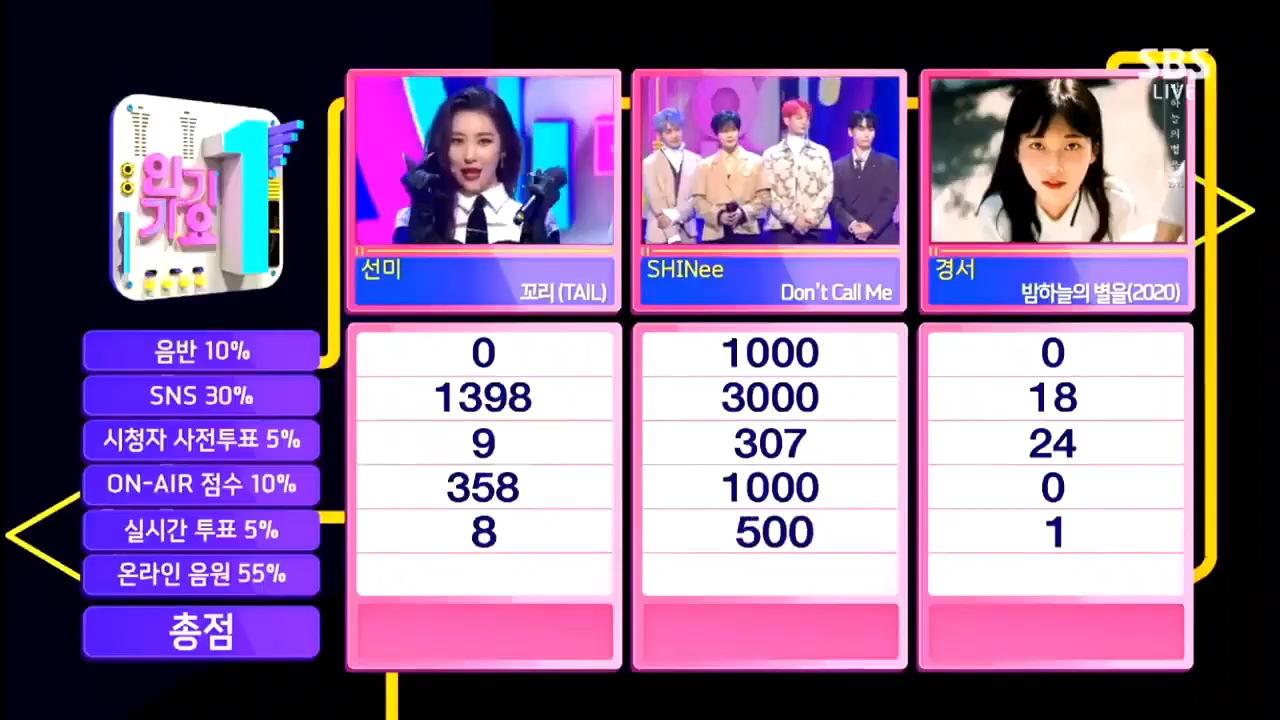 SBS
LIVE
인기가요 1
선미
꼬리 (TAIL)
SHINee
Don't Call Me
경서
밤하늘의 별을(2020)
음반 10% 0 1000 0
SNS 30% 1398 3000 18
시청자 사전투표 5% 9 307 24
ON-AIR 점수 10% 358 1000 0
실시간 투표 5% 8 500 1
온라인 음원 55%
총점